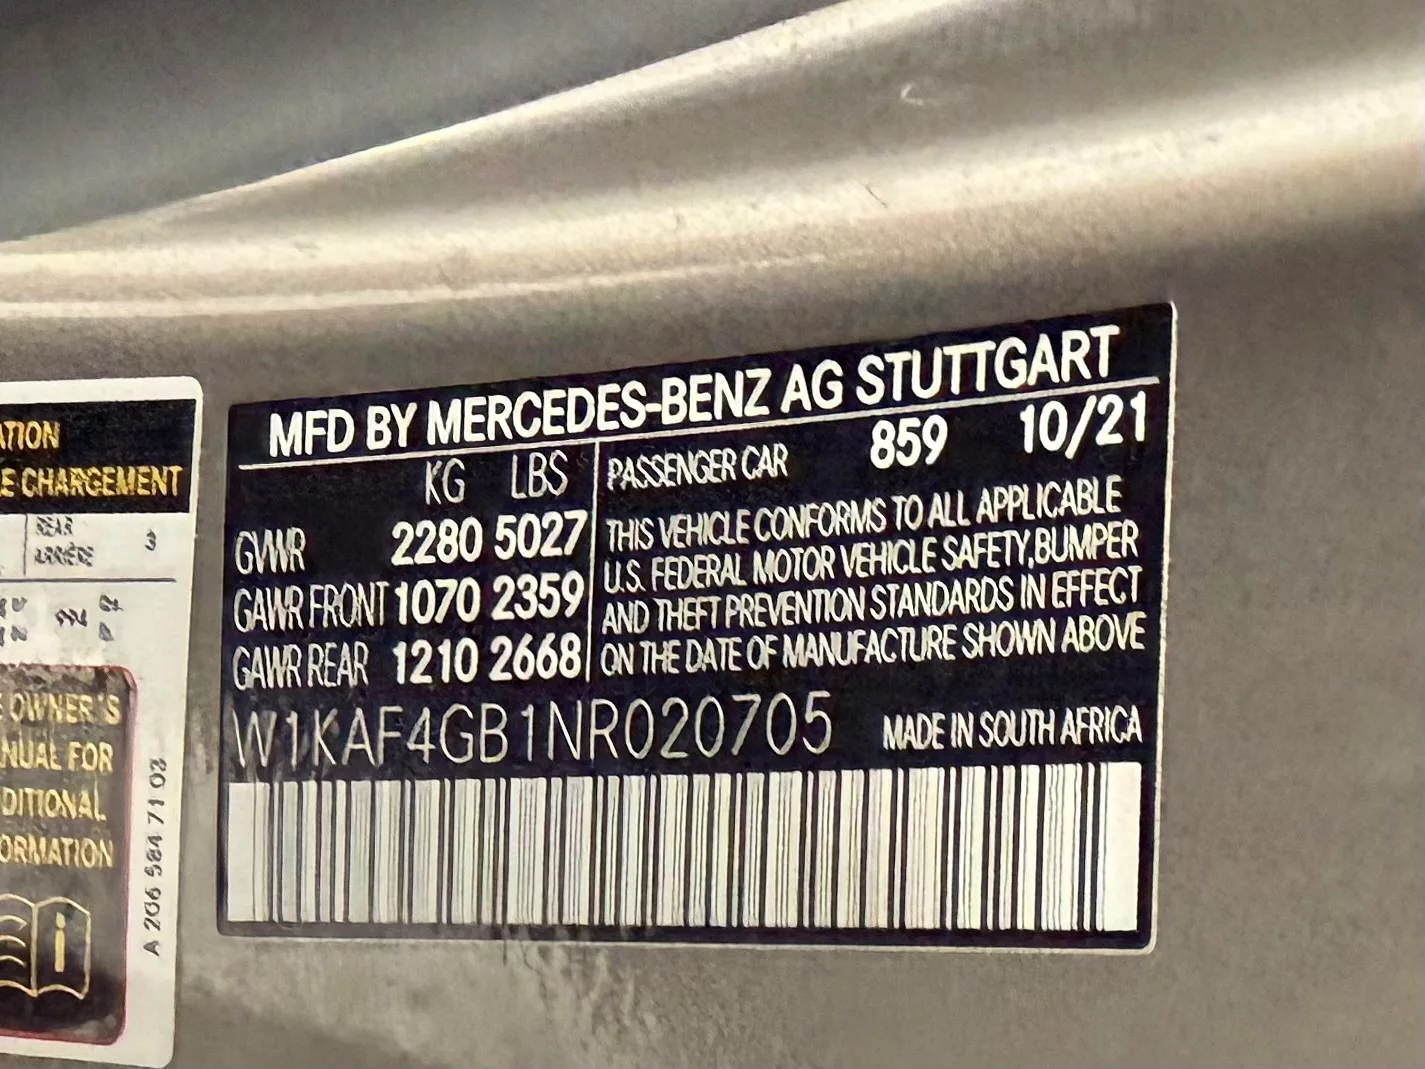 MFD BY MERCEDES-BENZ AG STUTTGART
KG LBS
GVWR 2280 5027
GAWR FRONT 1070 2359
GAWR REAR 1210 2668
PASSENGER CAR 859 10/21
THIS VEHICLE CONFORMS TO ALL APPLICABLE
U.S. FEDERAL MOTOR VEHICLE SAFETY,BUMPER
AND THEFT PREVENTION STANDARDS IN EFFECT
ON THE DATE OF MANUFACTURE SHOWN ABOVE
W1KAF4GB1NR020705 MADE IN SOUTH AFRICA
ATION
E CHARGEMENT
REAR
ARRIÈRE 3
OWNER'S
NUAL FOR
DITIONAL
ORMATION
A 206 584 71 03